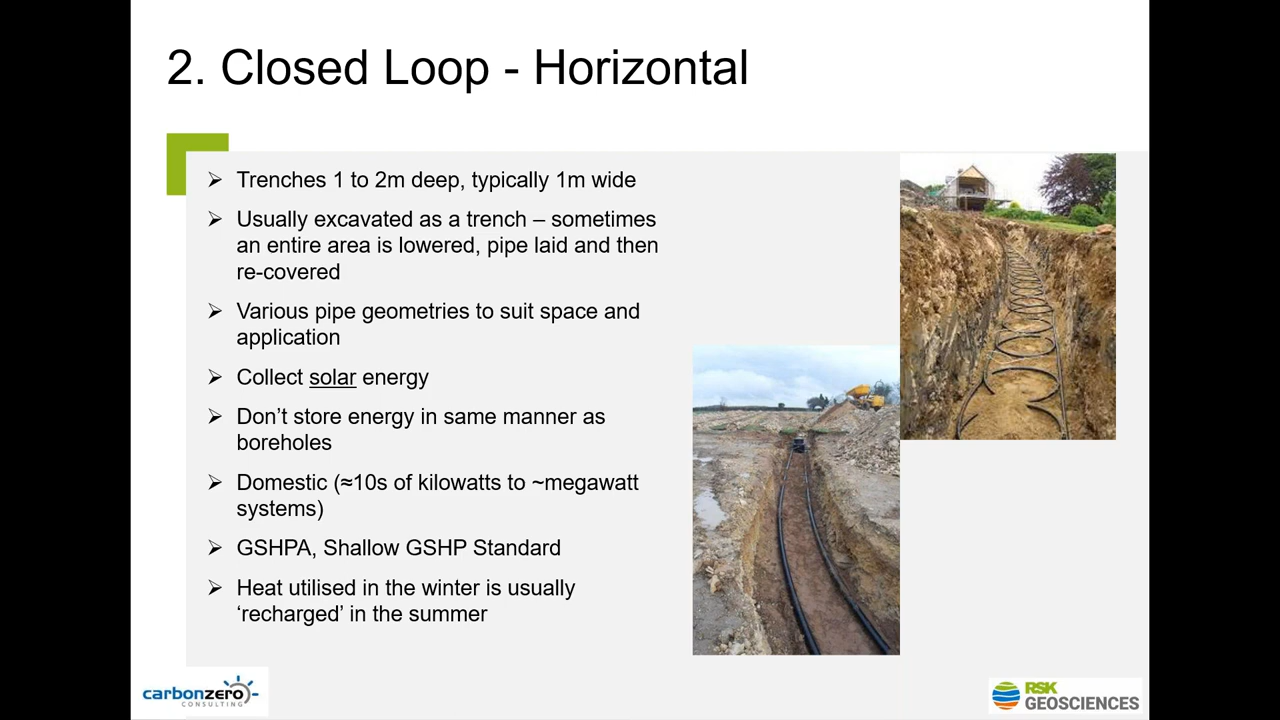 2. Closed Loop - Horizontal
➢ Trenches 1 to 2m deep, typically 1m wide
➢ Usually excavated as a trench – sometimes
an entire area is lowered, pipe laid and then
re-covered
➢ Various pipe geometries to suit space and
application
➢ Collect solar energy
➢ Don’t store energy in same manner as
boreholes
➢ Domestic (≈10s of kilowatts to ~megawatt
systems)
➢ GSHPA, Shallow GSHP Standard
➢ Heat utilised in the winter is usually
‘recharged’ in the summer
carbonzero
CONSULTING
RSK
GEOSCIENCES